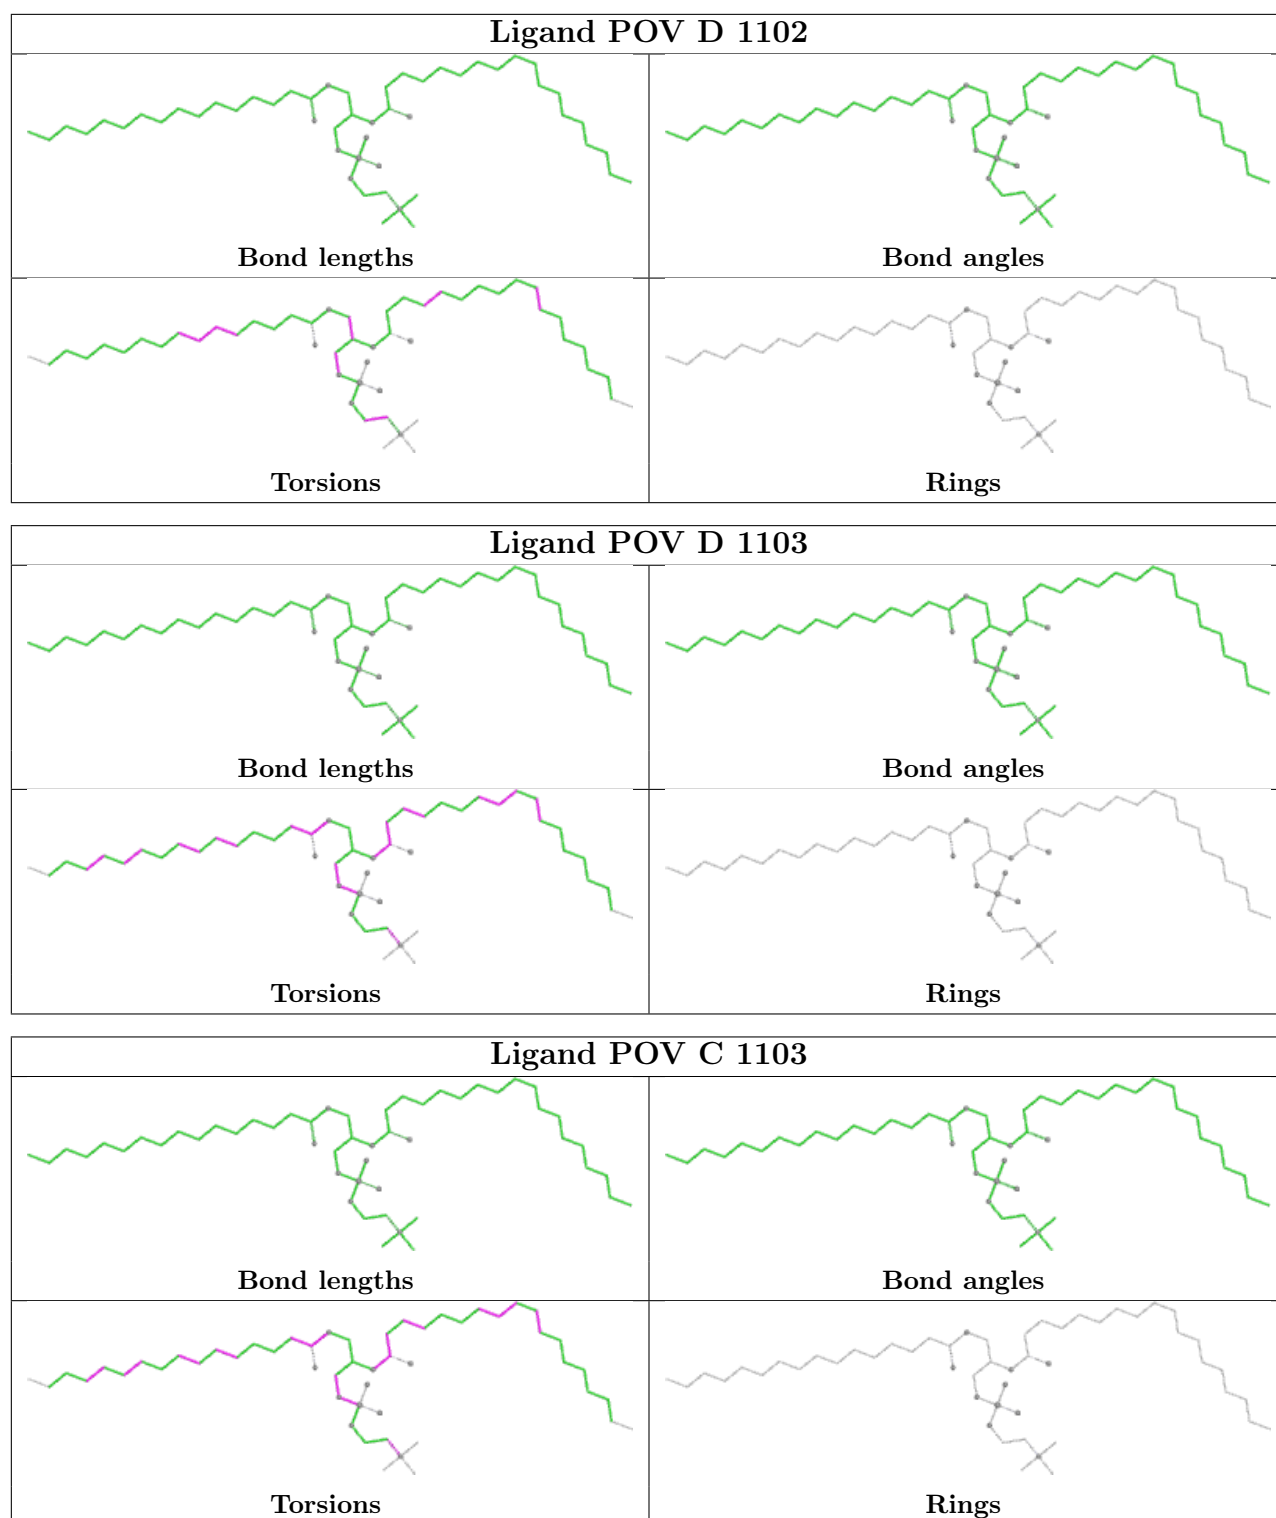 Ligand POV D 1102
Bond lengths
Bond angles
Torsions
Rings
Ligand POV D 1103
Bond lengths
Bond angles
Torsions
Rings
Ligand POV C 1103
Bond lengths
Bond angles
Torsions
Rings